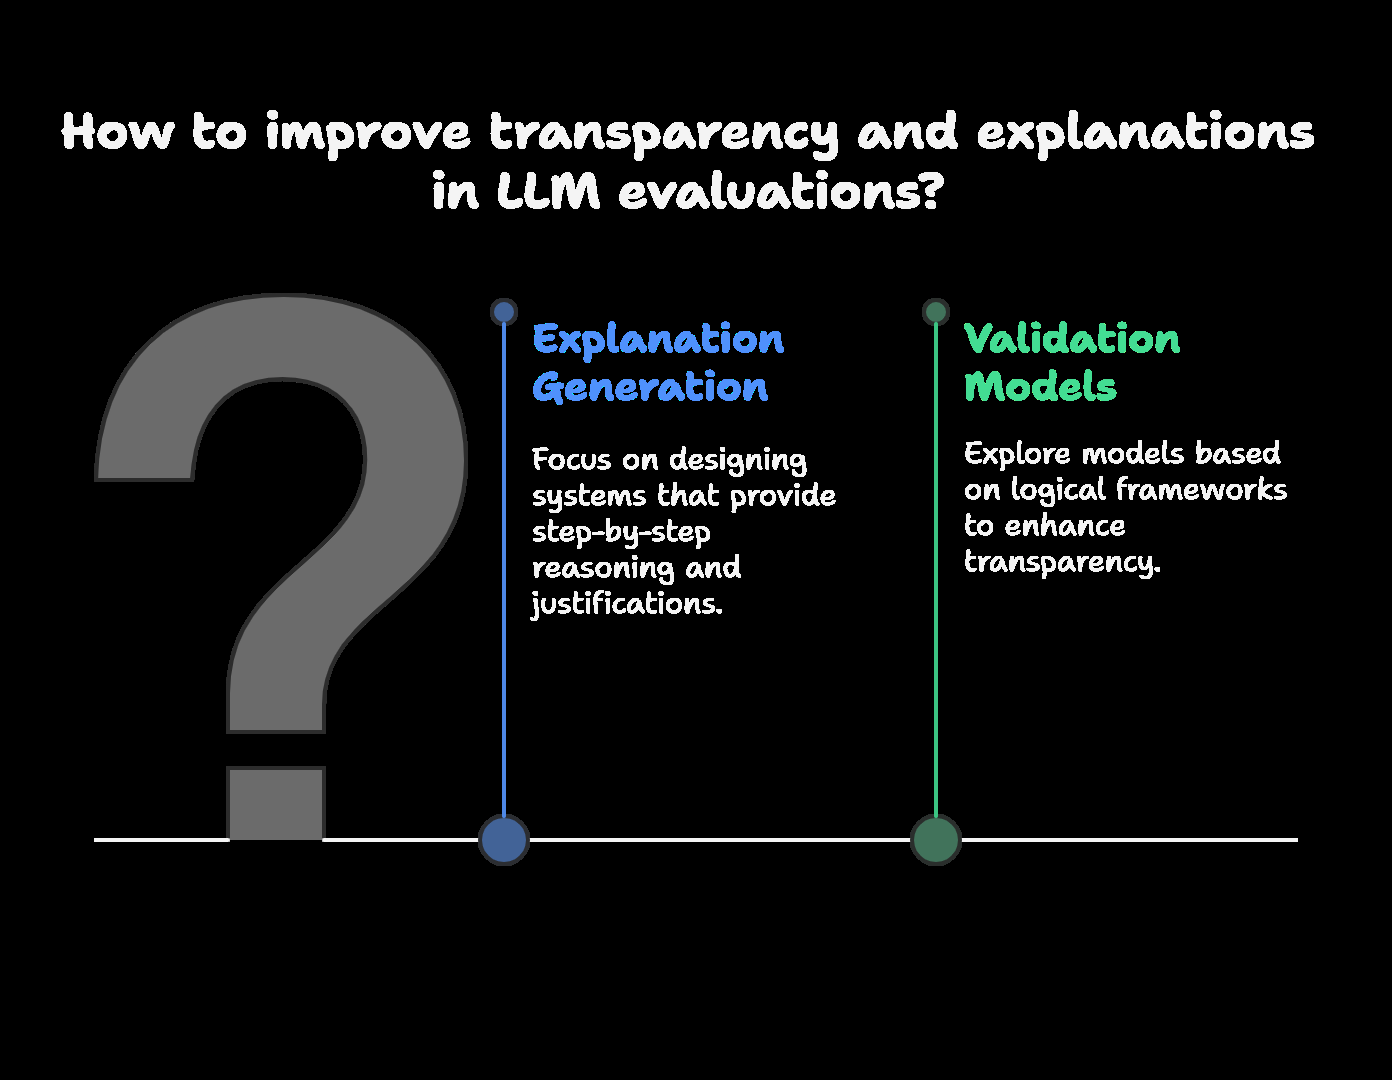 How to improve transparency and explanations
in LLM evaluations?
?
Explanation
Generation
Focus on designing
systems that provide
step-by-step
reasoning and
justifications.
Validation
Models
Explore models based
on logical frameworks
to enhance
transparency.